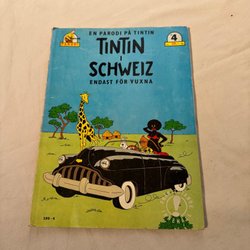 EN PARODI PÅ TINTIN
4
TINTIN
I
SCHWEIZ
ENDAST FÖR VUXNA